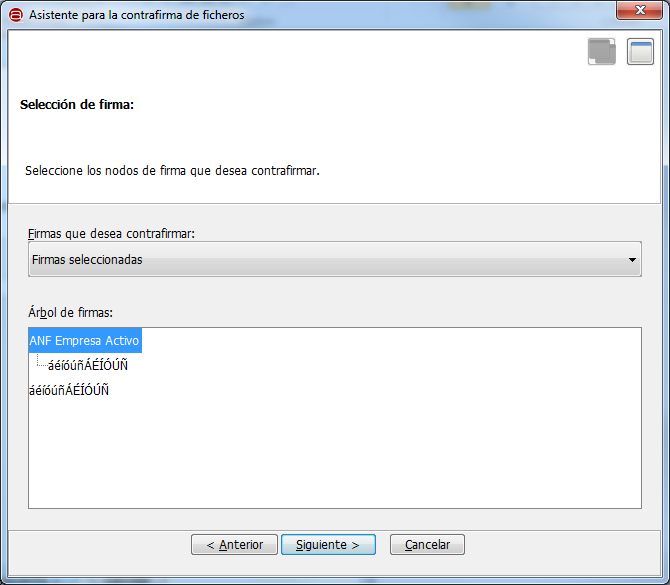 Asistente para la contrafirma de ficheros
Selección de firma:
Seleccione los nodos de firma que desea contrafirmar.
Firmas que desea contrafirmar:
Firmas seleccionadas
Árbol de firmas:
ANF Empresa Activo
áéíóúñÁÉÍÓÚÑ
áéíóúñÁÉÍÓÚÑ
< Anterior Siguiente > Cancelar